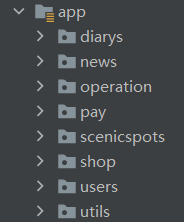 app
diarys
news
operation
pay
scenicspots
shop
users
utils